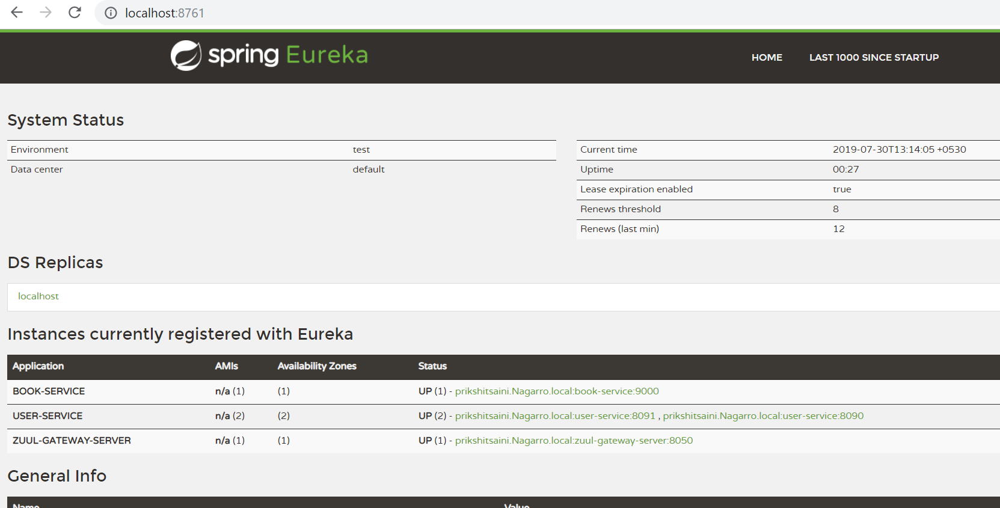 localhost:8761
spring Eureka
HOME LAST 1000 SINCE STARTUP
System Status
Environment test
Data center default
Current time 2019-07-30T13:14:05 +0530
Uptime 00:27
Lease expiration enabled true
Renews threshold 8
Renews (last min) 12
DS Replicas
localhost
Instances currently registered with Eureka
Application AMIs Availability Zones Status
BOOK-SERVICE n/a (1) (1) UP (1) - prikshitsaini.Nagarro.local:book-service:9000
USER-SERVICE n/a (2) (2) UP (2) - prikshitsaini.Nagarro.local:user-service:8091 , prikshitsaini.Nagarro.local:user-service:8090
ZUUL-GATEWAY-SERVER n/a (1) (1) UP (1) - prikshitsaini.Nagarro.local:zuul-gateway-server:8050
General Info
Name Value